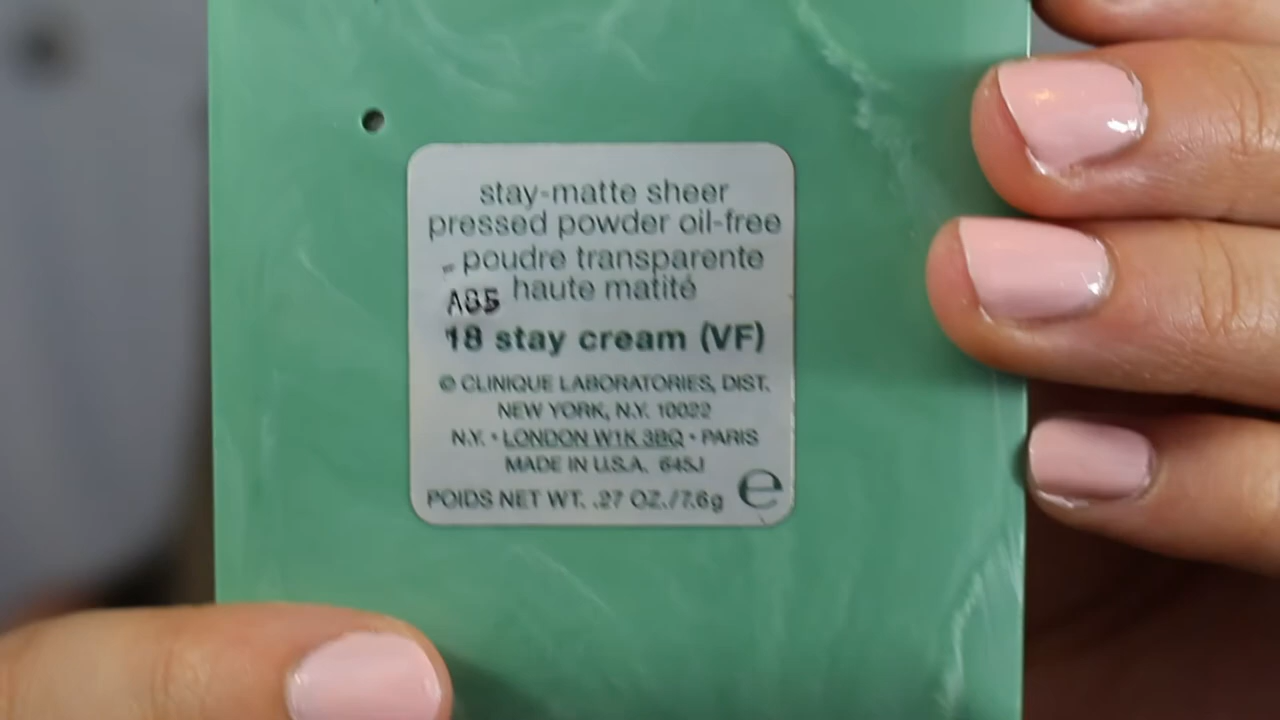 stay-matte sheer
pressed powder oil-free
poudre transparente
haute matité
A85
18 stay cream (VF)
© CLINIQUE LABORATORIES, DIST.
NEW YORK, N.Y. 10022
N.Y. • LONDON W1K 3BQ • PARIS
MADE IN U.S.A. 645J
POIDS NET WT. .27 OZ./7.6g ℮